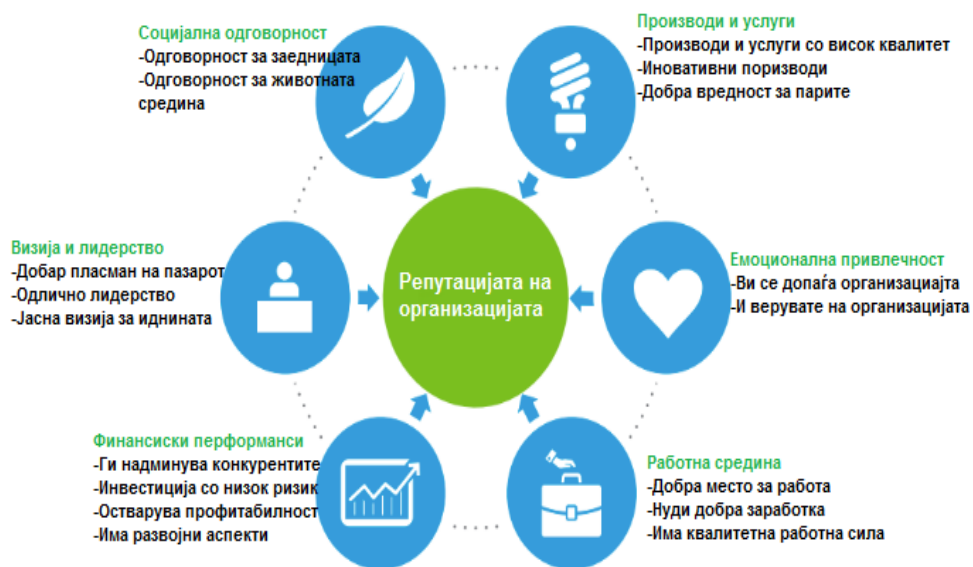 Социјална одговорност
-Одговорност за заедницата
-Одговорност за животната
средина
Производи и услуги
-Производи и услуги со висок квалитет
-Иновативни поризводи
-Добра вредност за парите
Визија и лидерство
-Добар пласман на пазарот
-Одлично лидерство
-Јасна визија за иднината
Репутацијата на
организацијата
Емоционална привлечност
-Ви се допаѓа организациајта
-И верувате на организацијата
Финансиски перформанси
-Ги надминува конкурентите
-Инвестиција со низок ризик
-Остварува профитабилност
-Има развојни аспекти
Работна средина
-Добра место за работа
-Нуди добра заработка
-Има квалитетна работна сила